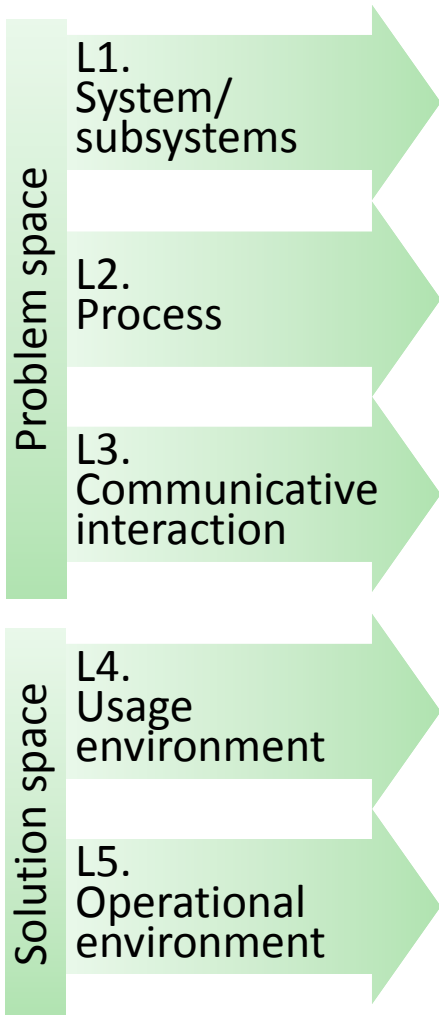 Problem space
L1.
System/
subsystems
L2.
Process
L3.
Communicative
interaction
Solution space
L4.
Usage
environment
L5.
Operational
environment